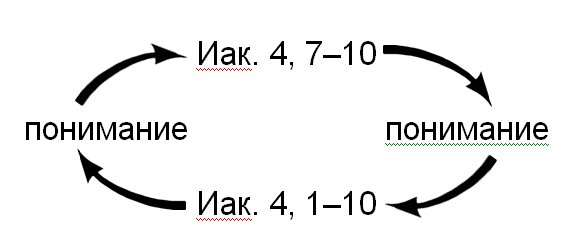 Иак. 4, 7–10
понимание понимание
Иак. 4, 1–10